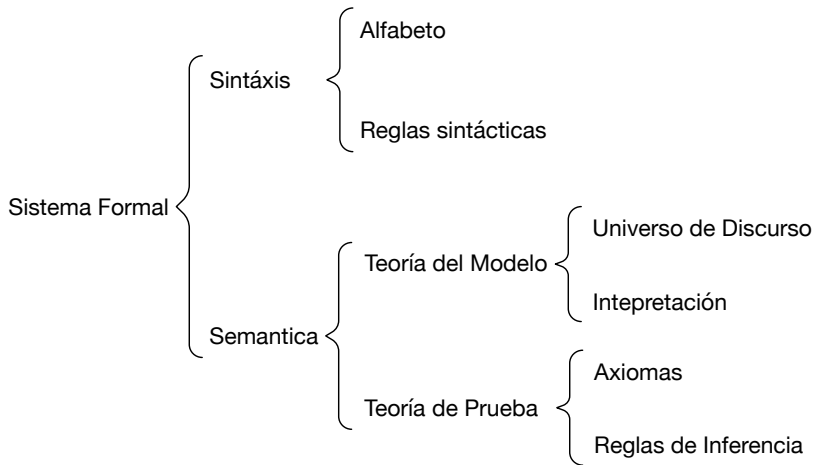 Sistema Formal
Sintáxis
Alfabeto
Reglas sintácticas
Semantica
Teoría del Modelo
Universo de Discurso
Intepretación
Teoría de Prueba
Axiomas
Reglas de Inferencia